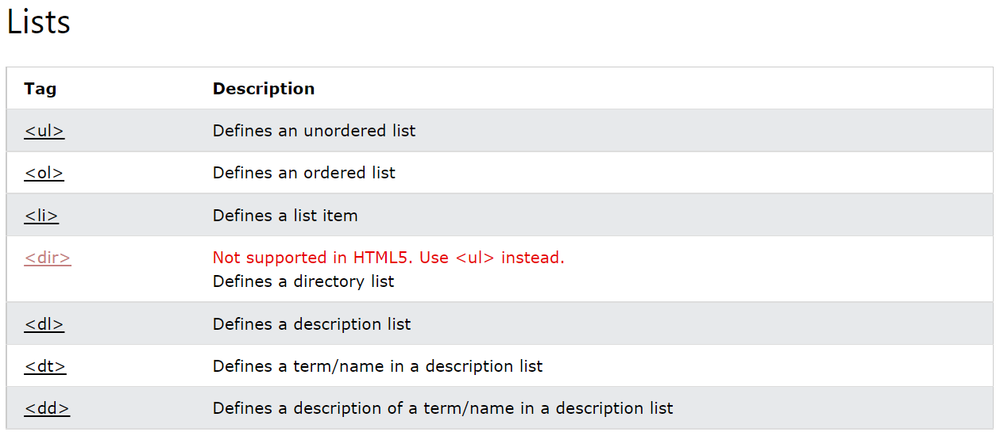 Lists
Tag Description
<ul> Defines an unordered list
<ol> Defines an ordered list
<li> Defines a list item
<dir> Not supported in HTML5. Use <ul> instead.
Defines a directory list
<dl> Defines a description list
<dt> Defines a term/name in a description list
<dd> Defines a description of a term/name in a description list